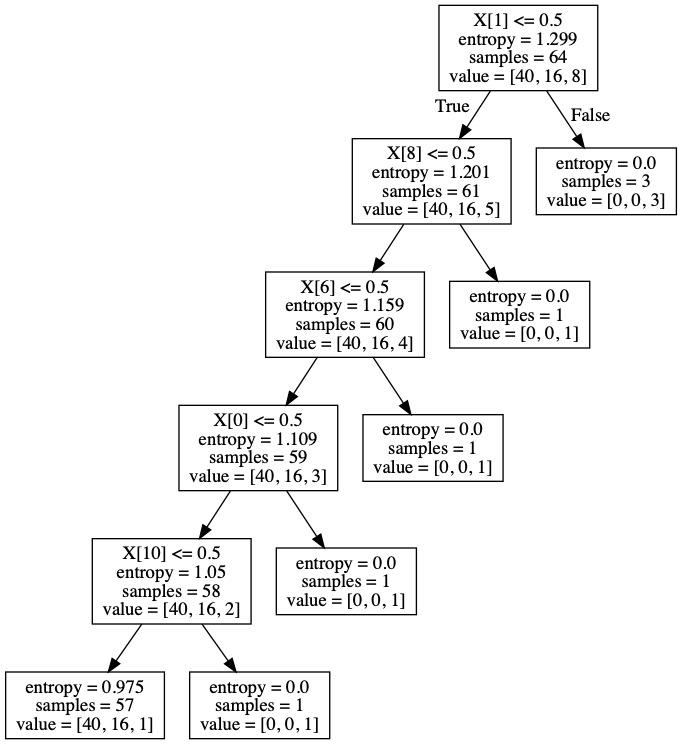 X[1] <= 0.5
entropy = 1.299
samples = 64
value = [40, 16, 8]
True
False
X[8] <= 0.5
entropy = 1.201
samples = 61
value = [40, 16, 5]
entropy = 0.0
samples = 3
value = [0, 0, 3]
X[6] <= 0.5
entropy = 1.159
samples = 60
value = [40, 16, 4]
entropy = 0.0
samples = 1
value = [0, 0, 1]
X[0] <= 0.5
entropy = 1.109
samples = 59
value = [40, 16, 3]
entropy = 0.0
samples = 1
value = [0, 0, 1]
X[10] <= 0.5
entropy = 1.05
samples = 58
value = [40, 16, 2]
entropy = 0.0
samples = 1
value = [0, 0, 1]
entropy = 0.975
samples = 57
value = [40, 16, 1]
entropy = 0.0
samples = 1
value = [0, 0, 1]